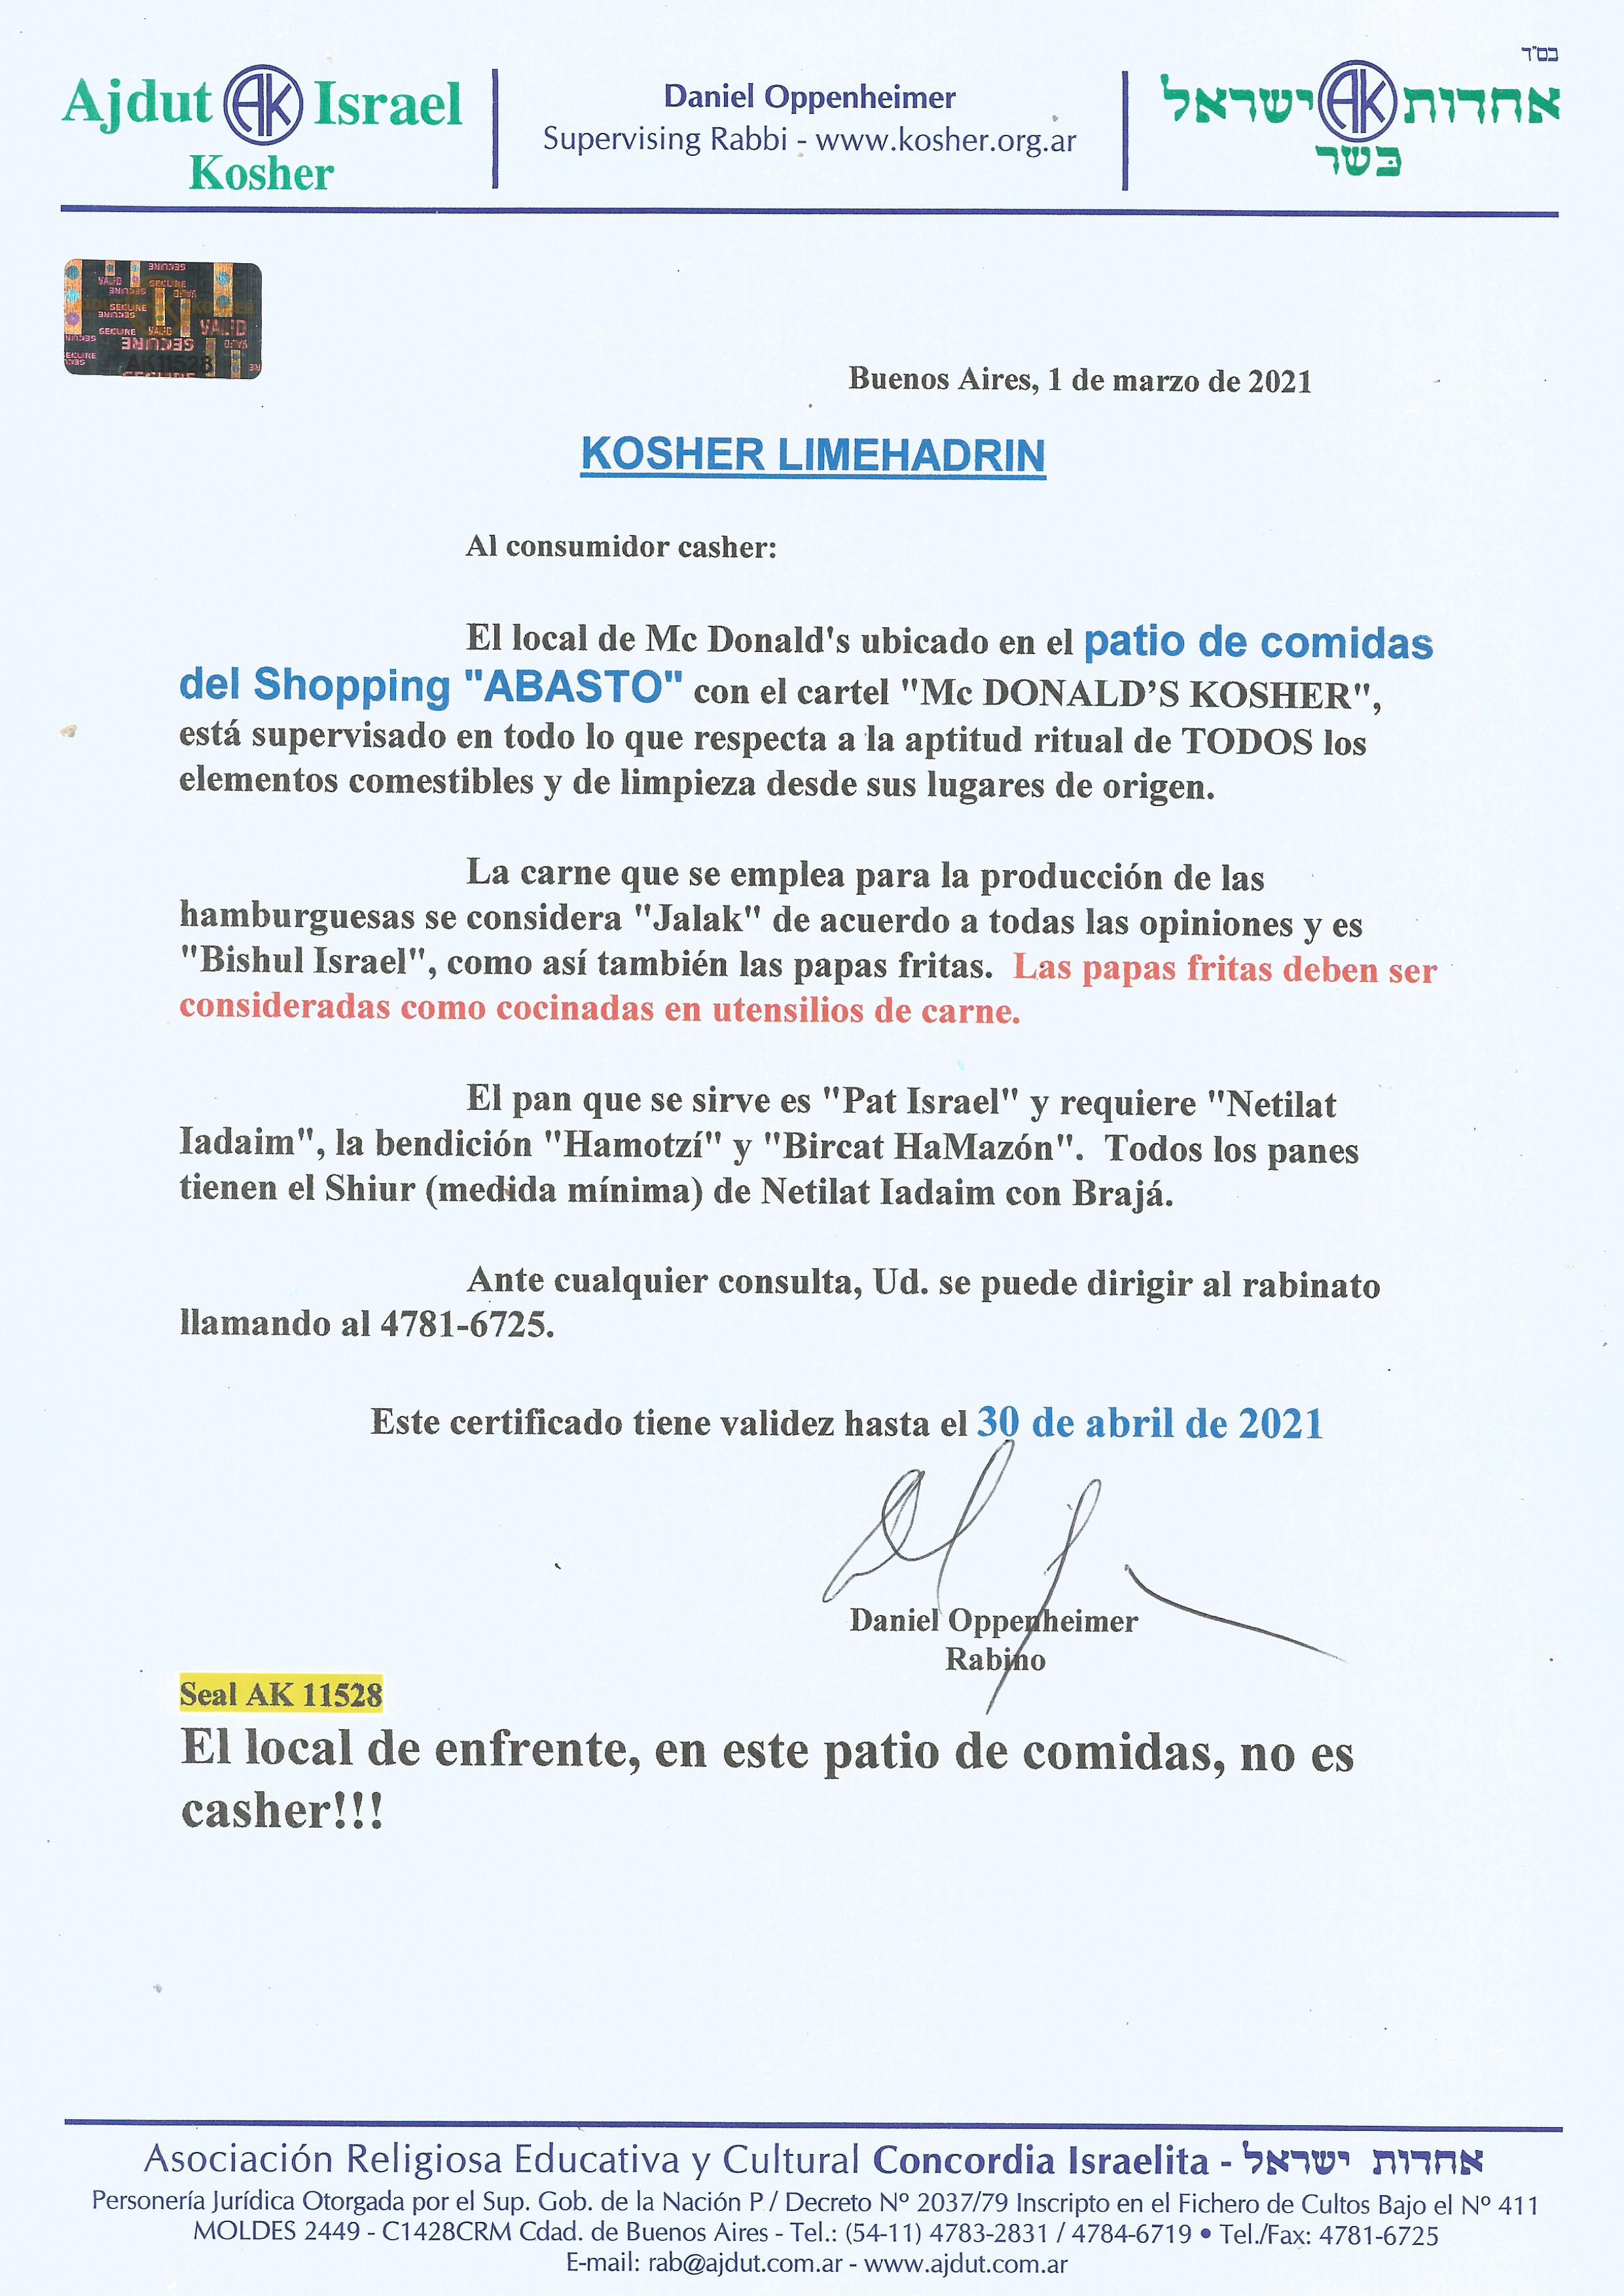 בס"ד
Ajdut AK Israel
Kosher
Daniel Oppenheimer
Supervising Rabbi - www.kosher.org.ar
אחדות AK ישראל
בשר
SECURE
VALID
AK11528
Buenos Aires, 1 de marzo de 2021
KOSHER LIMEHADRIN
Al consumidor casher:
El local de Mc Donald's ubicado en el patio de comidas
del Shopping "ABASTO" con el cartel "Mc DONALD'S KOSHER",
está supervisado en todo lo que respecta a la aptitud ritual de TODOS los
elementos comestibles y de limpieza desde sus lugares de origen.
La carne que se emplea para la producción de las
hamburguesas se considera "Jalak" de acuerdo a todas las opiniones y es
"Bishul Israel", como así también las papas fritas. Las papas fritas deben ser
consideradas como cocinadas en utensilios de carne.
El pan que se sirve es "Pat Israel" y requiere "Netilat
Iadaim", la bendición "Hamotzí" y "Bircat HaMazón". Todos los panes
tienen el Shiur (medida mínima) de Netilat Iadaim con Brajá.
Ante cualquier consulta, Ud. se puede dirigir al rabinato
llamando al 4781-6725.
Este certificado tiene validez hasta el 30 de abril de 2021
Daniel Oppenheimer
Rabino
Seal AK 11528
El local de enfrente, en este patio de comidas, no es
casher!!!
Asociación Religiosa Educativa y Cultural Concordia Israelita - אחדות ישראל
Personería Jurídica Otorgada por el Sup. Gob. de la Nación P / Decreto Nº 2037/79 Inscripto en el Fichero de Cultos Bajo el Nº 411
MOLDES 2449 - C1428CRM Cdad. de Buenos Aires - Tel.: (54-11) 4783-2831 / 4784-6719 • Tel./Fax: 4781-6725
E-mail: rab@ajdut.com.ar - www.ajdut.com.ar